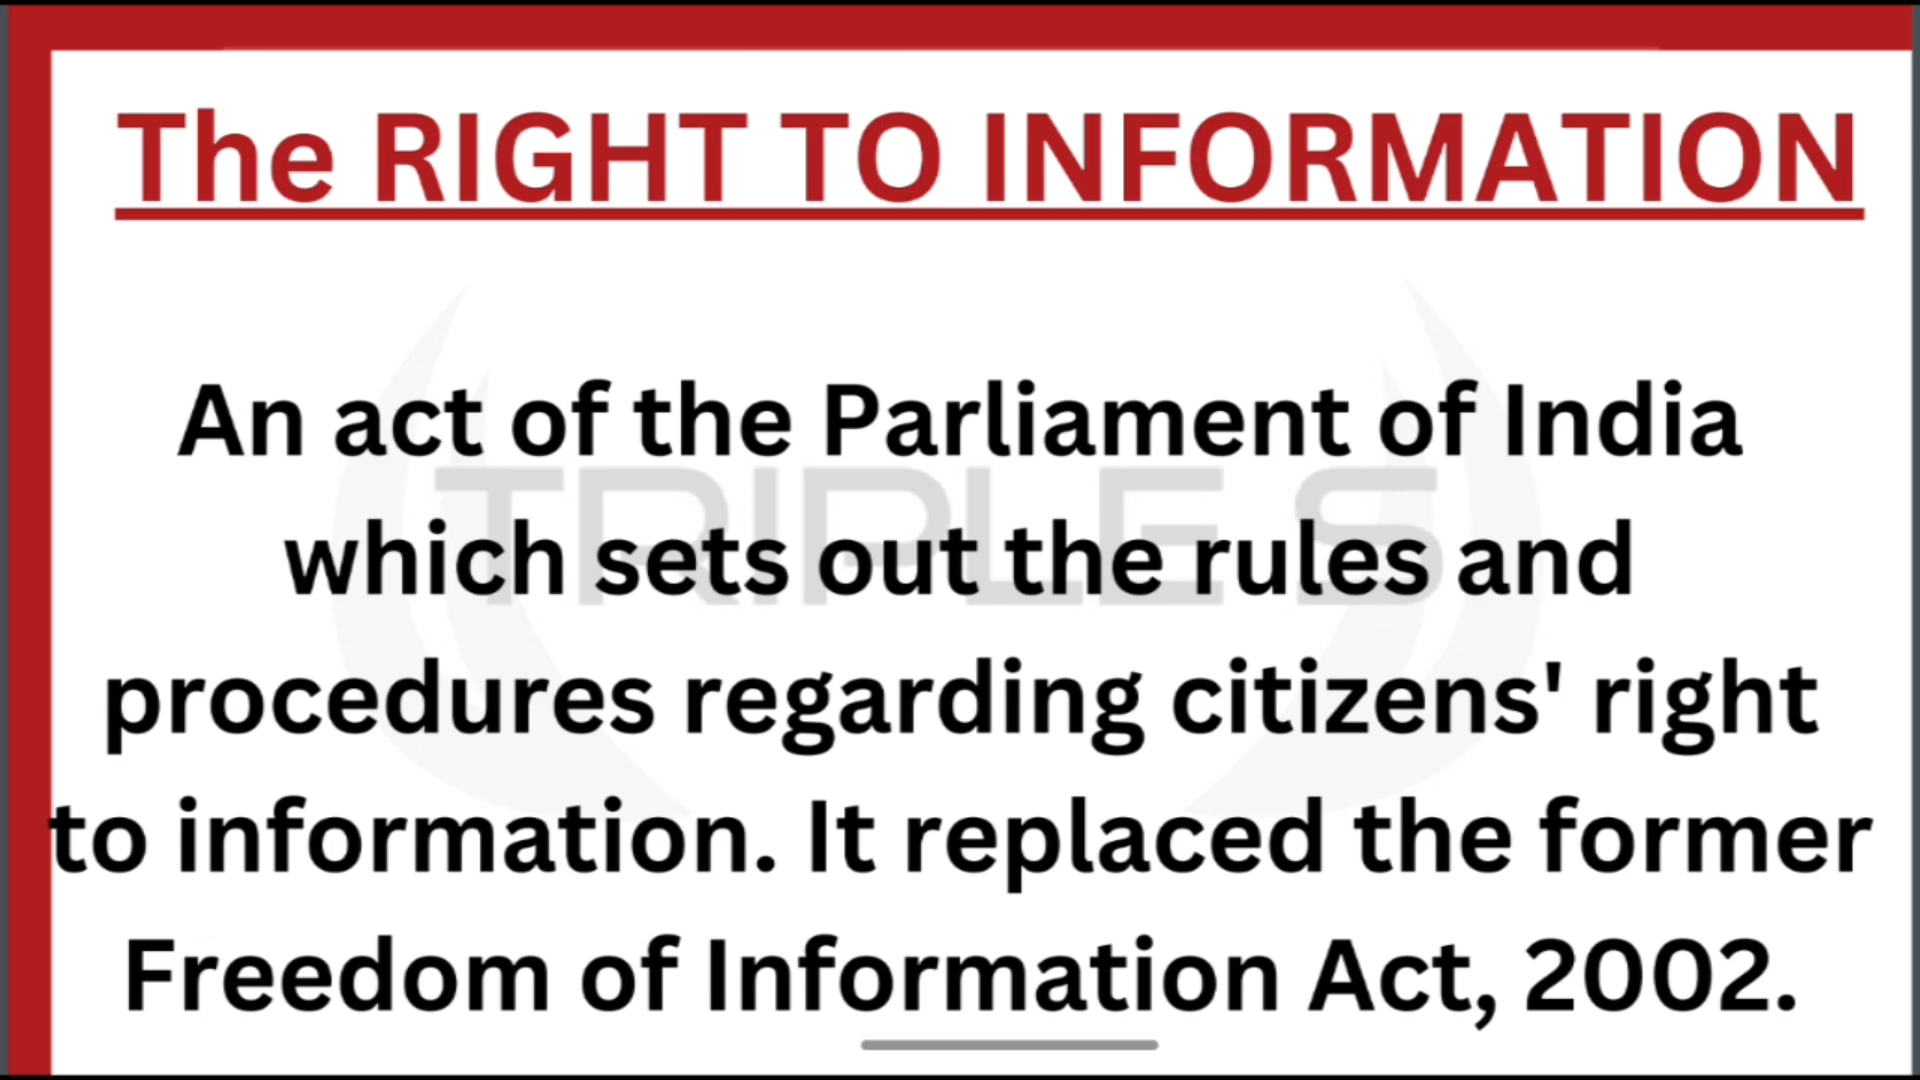 The RIGHT TO INFORMATION
An act of the Parliament of India
TRIPLE S
which sets out the rules and
procedures regarding citizens' right
to information. It replaced the former
Freedom of Information Act, 2002.